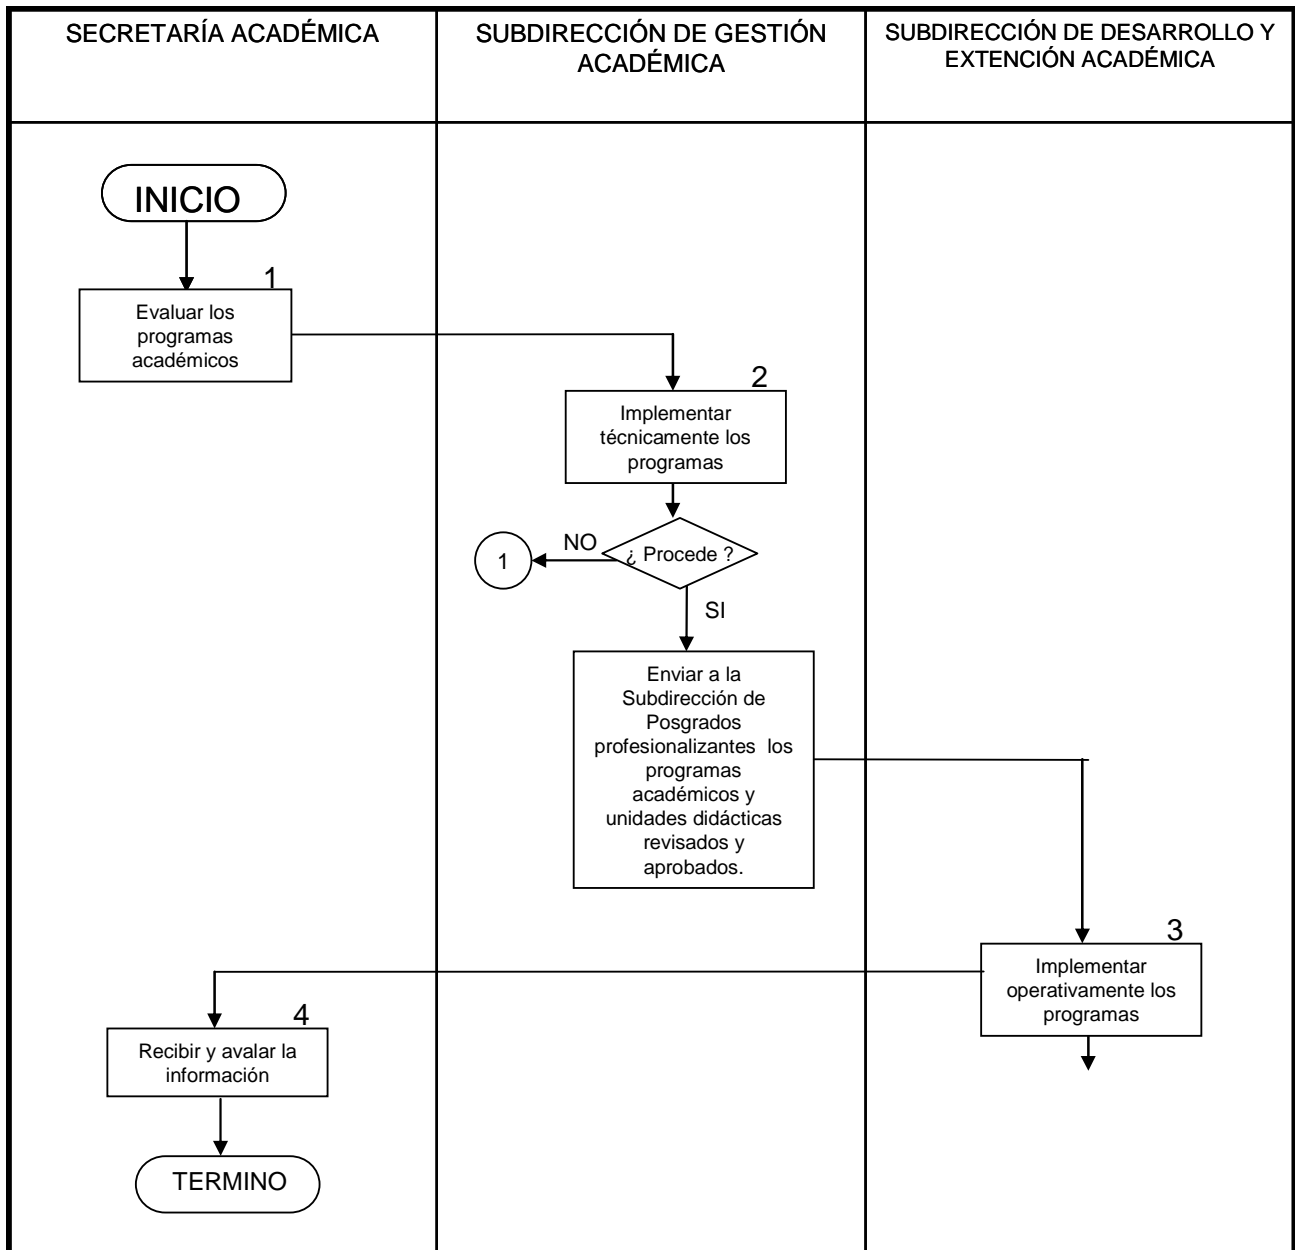 SECRETARÍA ACADÉMICA
SUBDIRECCIÓN DE GESTIÓN
ACADÉMICA
SUBDIRECCIÓN DE DESARROLLO Y
EXTENCIÓN ACADÉMICA
INICIO
1
Evaluar los
programas
académicos
2
Implementar
técnicamente los
programas
¿ Procede ?
NO
1
SI
Enviar a la
Subdirección de
Posgrados
profesionalizantes los
programas
académicos y
unidades didácticas
revisados y
aprobados.
3
Implementar
operativamente los
programas
4
Recibir y avalar la
información
TERMINO